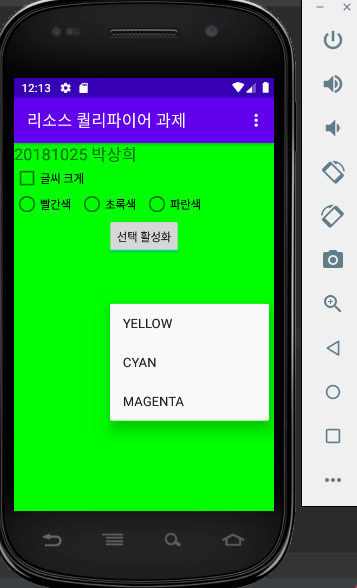 12:13
리소스 퀄리파이어 과제
20181025 박상희
글씨 크게
빨간색 초록색 파란색
선택 활성화
YELLOW
CYAN
MAGENTA